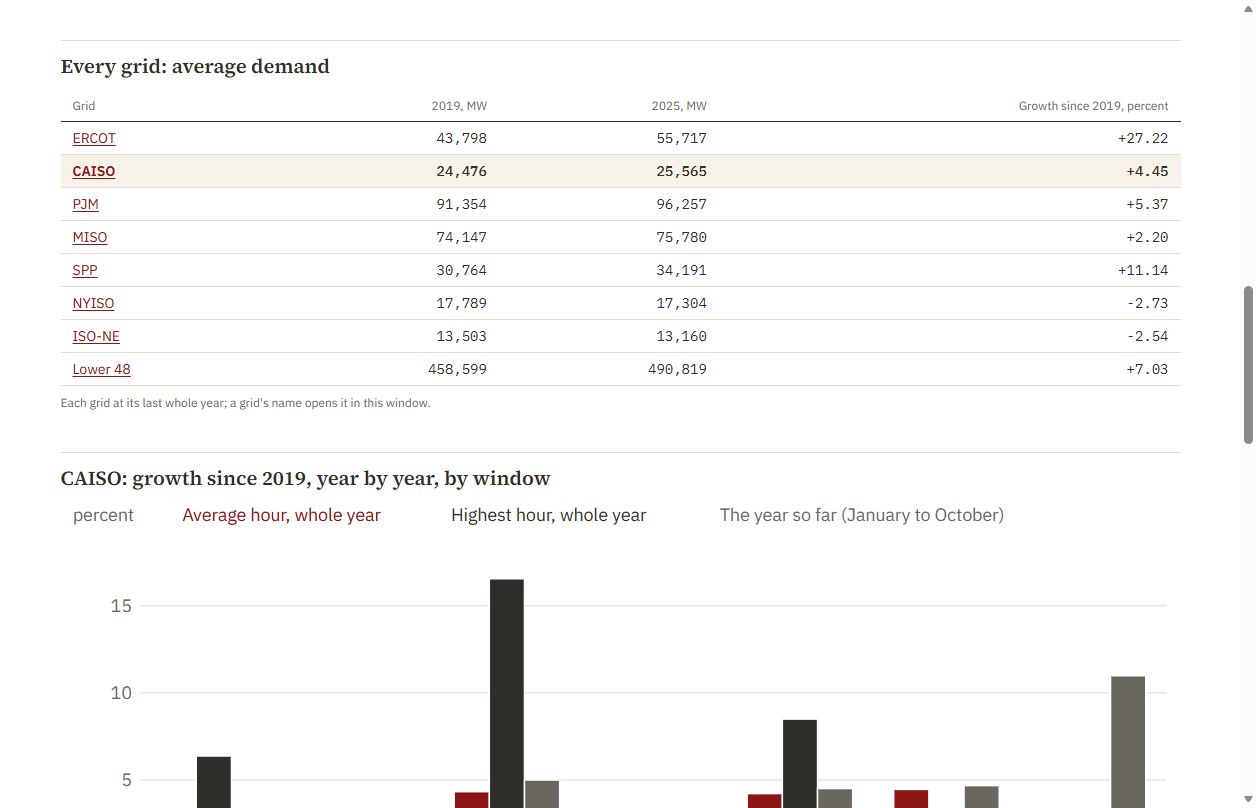 Every grid: average demand
Grid 2019, MW 2025, MW Growth since 2019, percent
ERCOT 43,798 55,717 +27.22
CAISO 24,476 25,565 +4.45
PJM 91,354 96,257 +5.37
MISO 74,147 75,780 +2.20
SPP 30,764 34,191 +11.14
NYISO 17,789 17,304 -2.73
ISO-NE 13,503 13,160 -2.54
Lower 48 458,599 490,819 +7.03
Each grid at its last whole year; a grid's name opens it in this window.
CAISO: growth since 2019, year by year, by window
percent Average hour, whole year Highest hour, whole year The year so far (January to October)
15
10
5